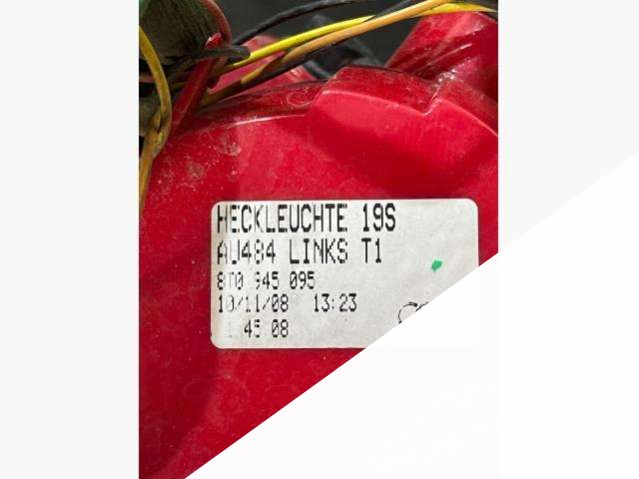 HECKLEUCHTE 19S
AU484 LINKS T1
8T0 945 095
10/11/08 13:23
45 08